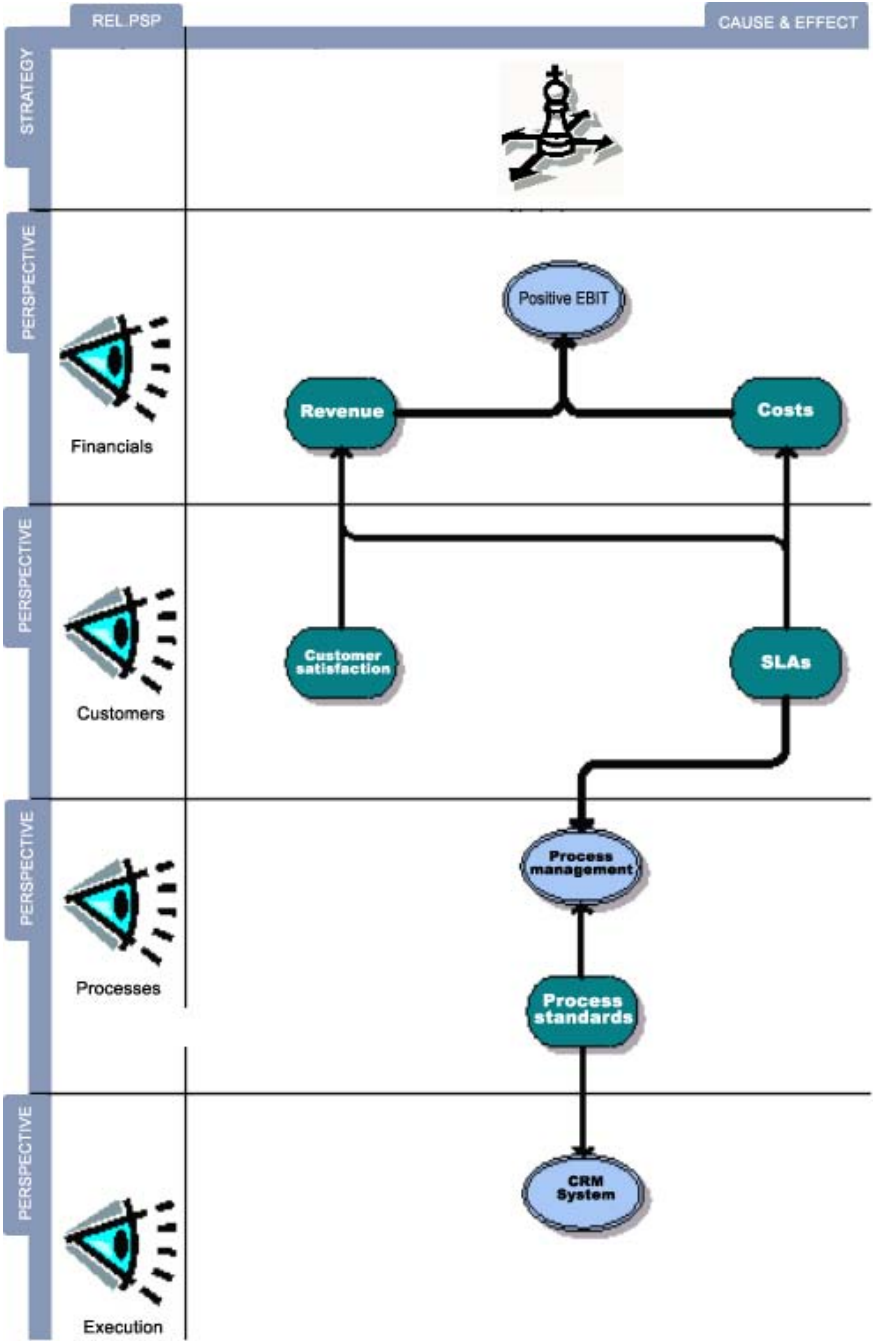 REL.PSP
CAUSE & EFFECT
STRATEGY
PERSPECTIVE
Positive EBIT
Revenue
Costs
Financials
PERSPECTIVE
Customer
satisfaction
SLAs
Customers
PERSPECTIVE
Process
management
Processes
Process
standards
PERSPECTIVE
CRM
System
Execution